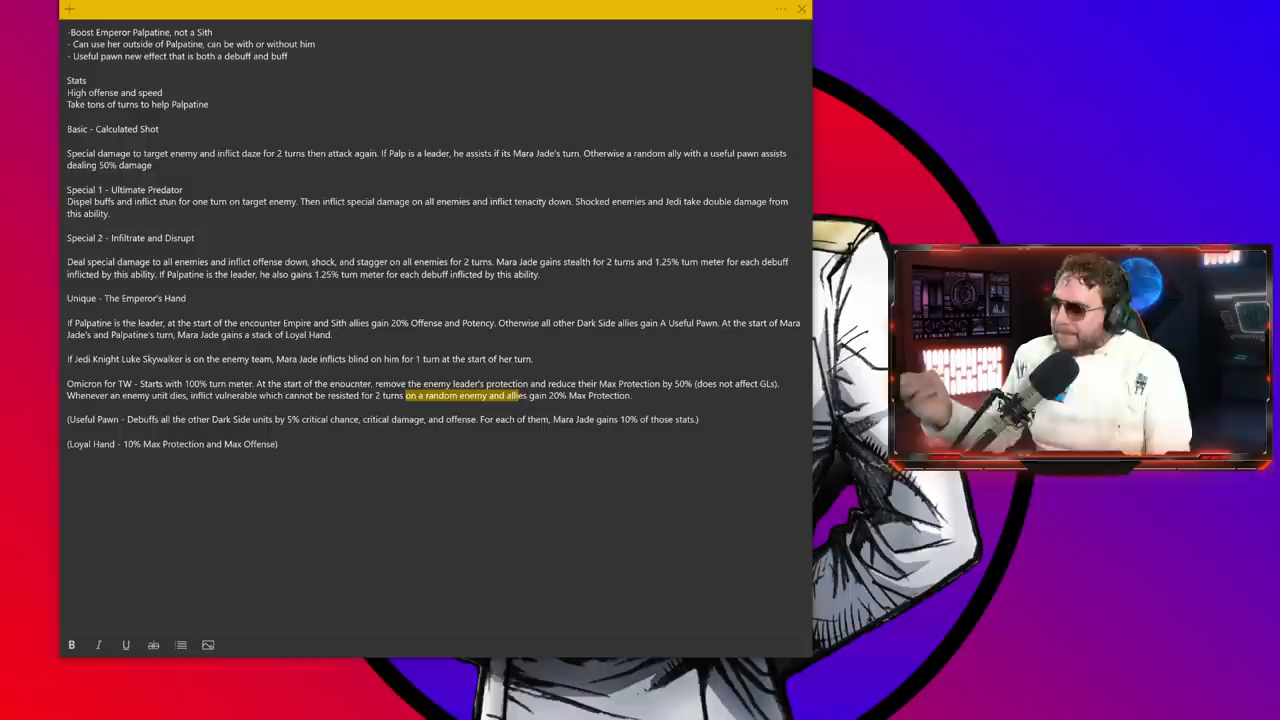 -Boost Emperor Palpatine, not a Sith
- Can use her outside of Palpatine, can be with or without him
- Useful pawn new effect that is both a debuff and buff
Stats
High offense and speed
Take tons of turns to help Palpatine
Basic - Calculated Shot
Special damage to target enemy and inflict daze for 2 turns then attack again. If Palp is a leader, he assists if its Mara Jade's turn. Otherwise a random ally with a useful pawn assists
dealing 50% damage
Special 1 - Ultimate Predator
Dispel buffs and inflict stun for one turn on target enemy. Then inflict special damage on all enemies and inflict tenacity down. Shocked enemies and Jedi take double damage from
this ability.
Special 2 - Infiltrate and Disrupt
Deal special damage to all enemies and inflict offense down, shock, and stagger on all enemies for 2 turns. Mara Jade gains stealth for 2 turns and 1.25% turn meter for each debuff
inflicted by this ability. If Palpatine is the leader, he also gains 1.25% turn meter for each debuff inflicted by this ability.
Unique - The Emperor's Hand
If Palpatine is the leader, at the start of the encounter Empire and Sith allies gain 20% Offense and Potency. Otherwise all other Dark Side allies gain A Useful Pawn. At the start of Mara
Jade's and Palpatine's turn, Mara Jade gains a stack of Loyal Hand.
If Jedi Knight Luke Skywalker is on the enemy team, Mara Jade inflicts blind on him for 1 turn at the start of her turn.
Omicron for TW - Starts with 100% turn meter. At the start of the enounter, remove the enemy leader's protection and reduce their Max Protection by 50% (does not affect GLs).
Whenever an enemy unit dies, inflict vulnerable which cannot be resisted for 2 turns on a random enemy and allies gain 20% Max Protection.
(Useful Pawn - Debuffs all the other Dark Side units by 5% critical chance, critical damage, and offense. For each of them, Mara Jade gains 10% of those stats.)
(Loyal Hand - 10% Max Protection and Max Offense)
B I U ab